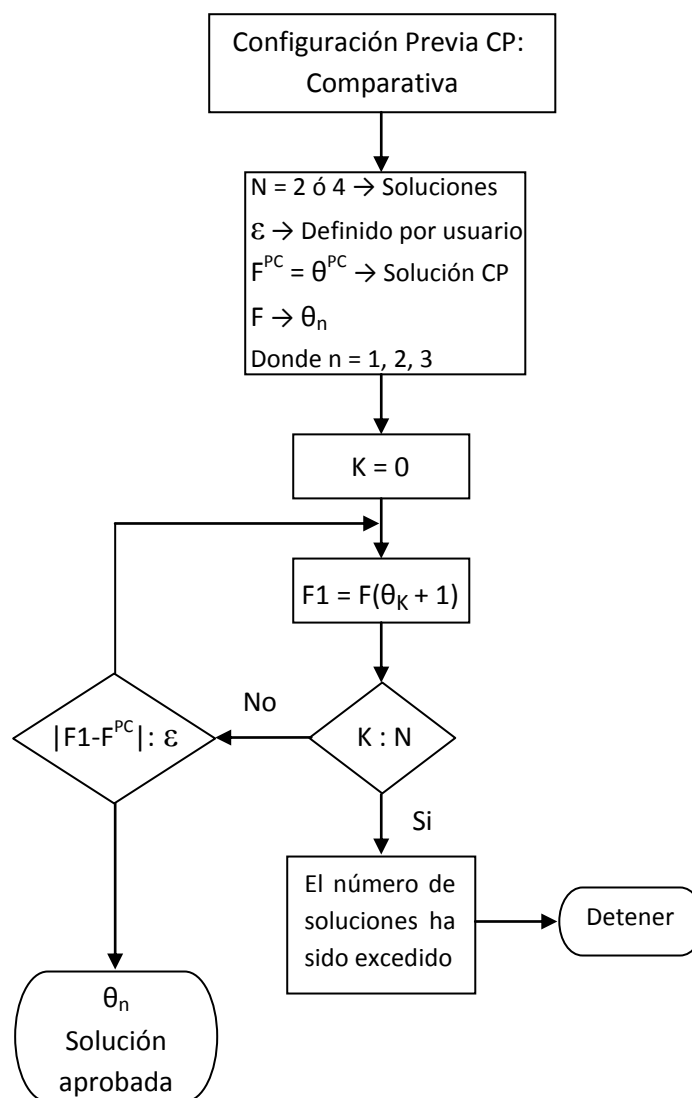 Configuración Previa CP:
Comparativa
N = 2 ó 4 → Soluciones
ε → Definido por usuario
F^PC = θ^PC → Solución CP
F → θn
Donde n = 1, 2, 3
K = 0
F1 = F(θK + 1)
No
|F1-F^PC| : ε
K : N
Si
El número de
soluciones ha
sido excedido
Detener
θn
Solución
aprobada